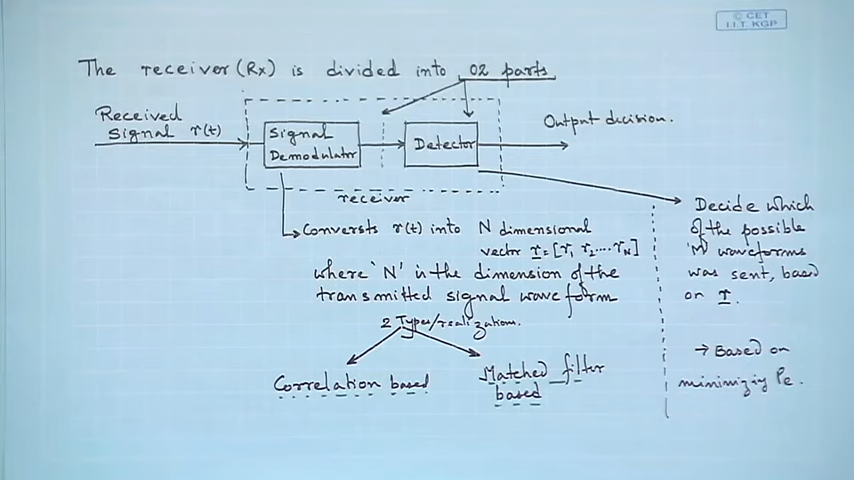 © CET
I.I.T. KGP
The receiver (Rx) is divided into 02 parts
Received
signal r(t)
Signal
Demodulator
Detector
Output decision.
receiver
Conversts r(t) into N dimensional
vector r = [r1 r2 .... rN]
where 'N' is the dimension of the
transmitted signal waveform
2 Types/realizations.
Correlation based
Matched filter
based
Decide which
of the possible
'M' waveforms
was sent, based
on r.
→ Based on
minimizing Pe.